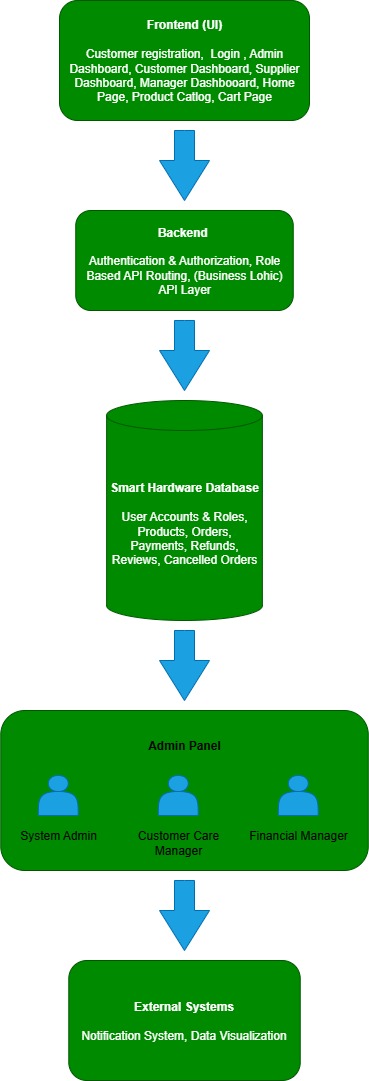 Frontend (UI)
Customer registration,  Login , Admin
Dashboard, Customer Dashboard, Supplier
Dashboard, Manager Dashbooard, Home
Page, Product Catlog, Cart Page
Backend
Authentication & Authorization, Role
Based API Routing, (Business Lohic)
API Layer
Smart Hardware Database
User Accounts & Roles,
Products, Orders,
Payments, Refunds,
Reviews, Cancelled Orders
Admin Panel
System Admin
Customer Care
Manager
Financial Manager
External Systems
Notification System, Data Visualization